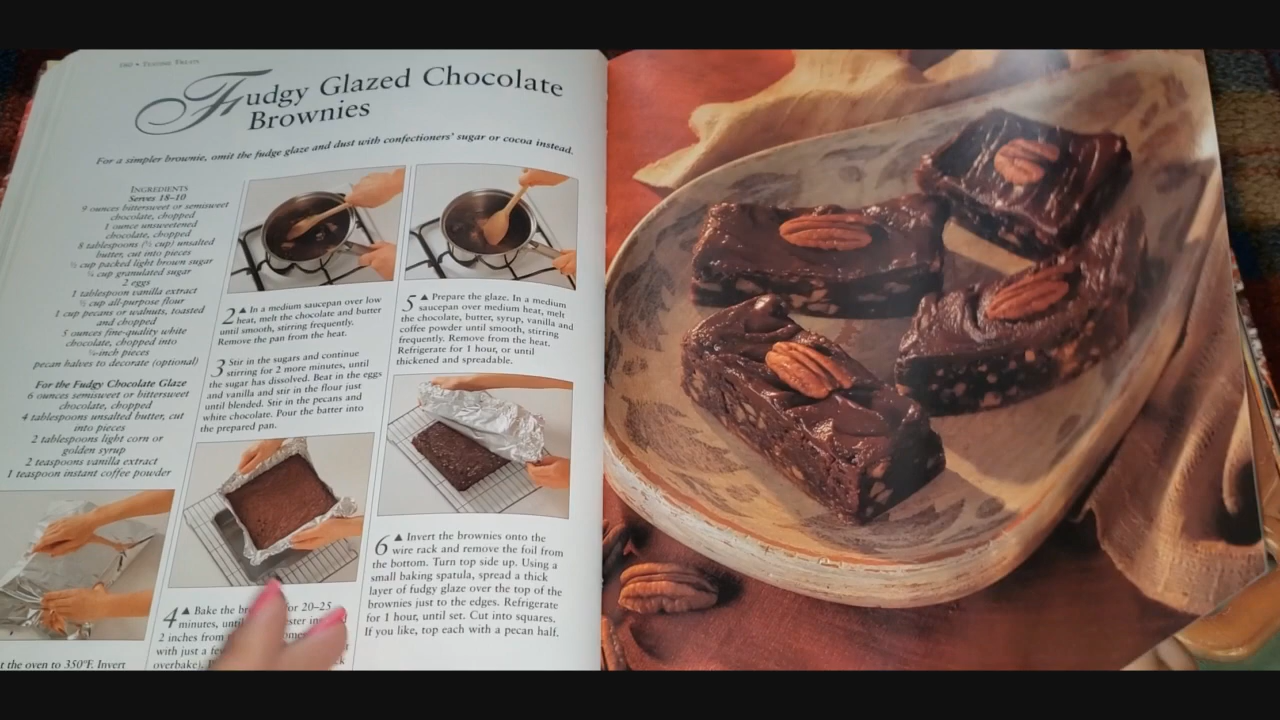 160 • TEATIME TREATS
Fudgy Glazed Chocolate
Brownies
For a simpler brownie, omit the fudge glaze and dust with confectioners' sugar or cocoa instead.
INGREDIENTS
Serves 18–10
9 ounces bittersweet or semisweet
chocolate, chopped
1 ounce unsweetened
chocolate, chopped
8 tablespoons (½ cup) unsalted
butter, cut into pieces
cup packed light brown sugar
¼ cup granulated sugar
2 eggs
1 tablespoon vanilla extract
½ cup all-purpose flour
1 cup pecans or walnuts, toasted
and chopped
5 ounces fine-quality white
chocolate, chopped into
¼-inch pieces
pecan halves to decorate (optional)
For the Fudgy Chocolate Glaze
6 ounces semisweet or bittersweet
chocolate, chopped
4 tablespoons unsalted butter, cut
into pieces
2 tablespoons light corn or
golden syrup
2 teaspoons vanilla extract
1 teaspoon instant coffee powder
t the oven to 350°F. Invert
2 ▲ In a medium saucepan over low
heat, melt the chocolate and butter
until smooth, stirring frequently.
Remove the pan from the heat.
3 Stir in the sugars and continue
stirring for 2 more minutes, until
the sugar has dissolved. Beat in the eggs
and vanilla and stir in the flour just
until blended. Stir in the pecans and
white chocolate. Pour the batter into
the prepared pan.
4 ▲ Bake the br for 20–25
minutes, until ester in
2 inches from omes
with just a few
overbake).
5 ▲ Prepare the glaze. In a medium
saucepan over medium heat, melt
the chocolate, butter, syrup, vanilla and
coffee powder until smooth, stirring
frequently. Remove from the heat.
Refrigerate for 1 hour, or until
thickened and spreadable.
6 ▲ Invert the brownies onto the
wire rack and remove the foil from
the bottom. Turn top side up. Using a
small baking spatula, spread a thick
layer of fudgy glaze over the top of the
brownies just to the edges. Refrigerate
for 1 hour, until set. Cut into squares.
If you like, top each with a pecan half.